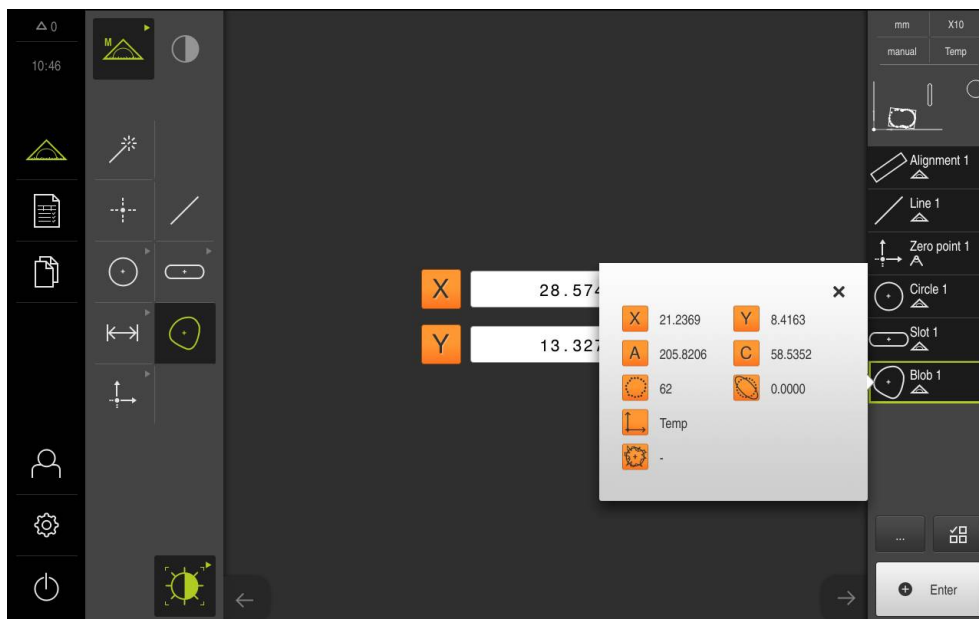 0
10:46
M
X 28.574
Y 13.327
X 21.2369 Y 8.4163
A 205.8206 C 58.5352
62 0.0000
Temp
-
mm X10
manual Temp
Alignment 1
Line 1
Zero point 1
Circle 1
Slot 1
Blob 1
...
Enter